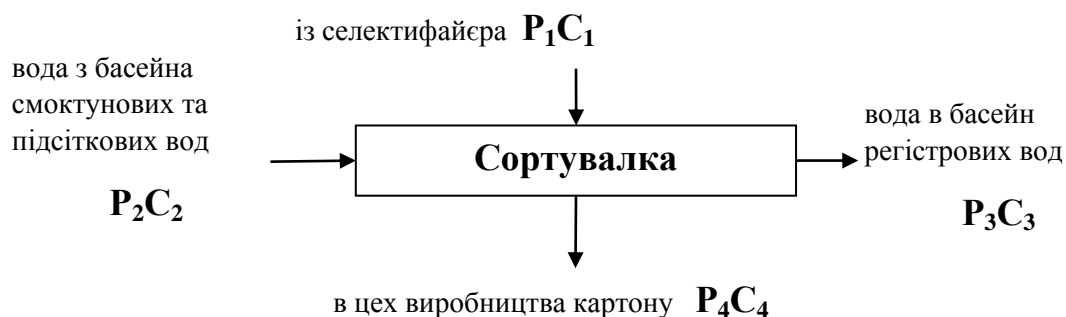 із селектифайєра P₁C₁
вода з басейна
смоктунових та
підсіткових вод
P₂C₂
Сортувалка
вода в басейн
регістрових вод
P₃C₃
в цех виробництва картону P₄C₄